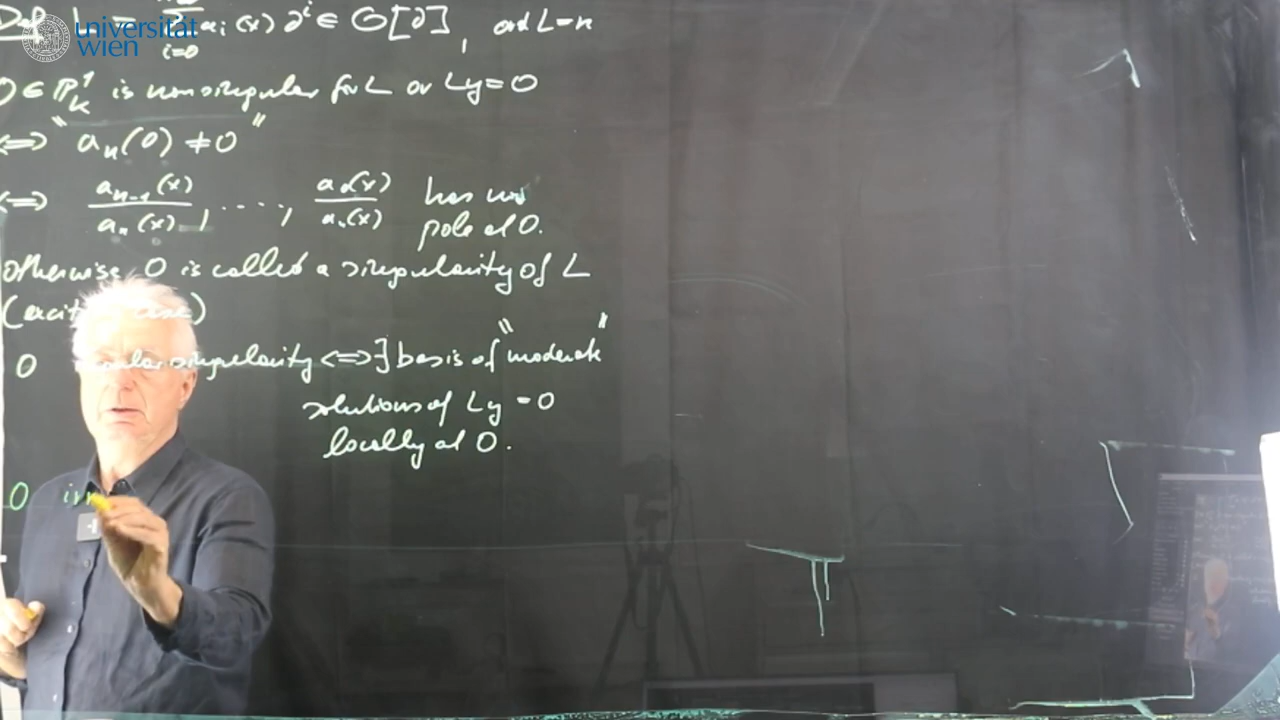 Def L = Σ aᵢ(x) ∂ⁱ ∈ O[∂], ord L = n
i=0
universität
wien
0 ∈ ℙ¹ₖ is nonsingular for L or Ly = 0
⟺ "aₙ(0) ≠ 0"
⟺ aₙ₋₁(x)/aₙ(x), ...., a₀(x)/aₙ(x) has no
pole at 0.
otherwise 0 is called a singularity of L
0 singularity ⟺ ∃ basis of "moderate"
solutions of Ly = 0
locally at 0.
0